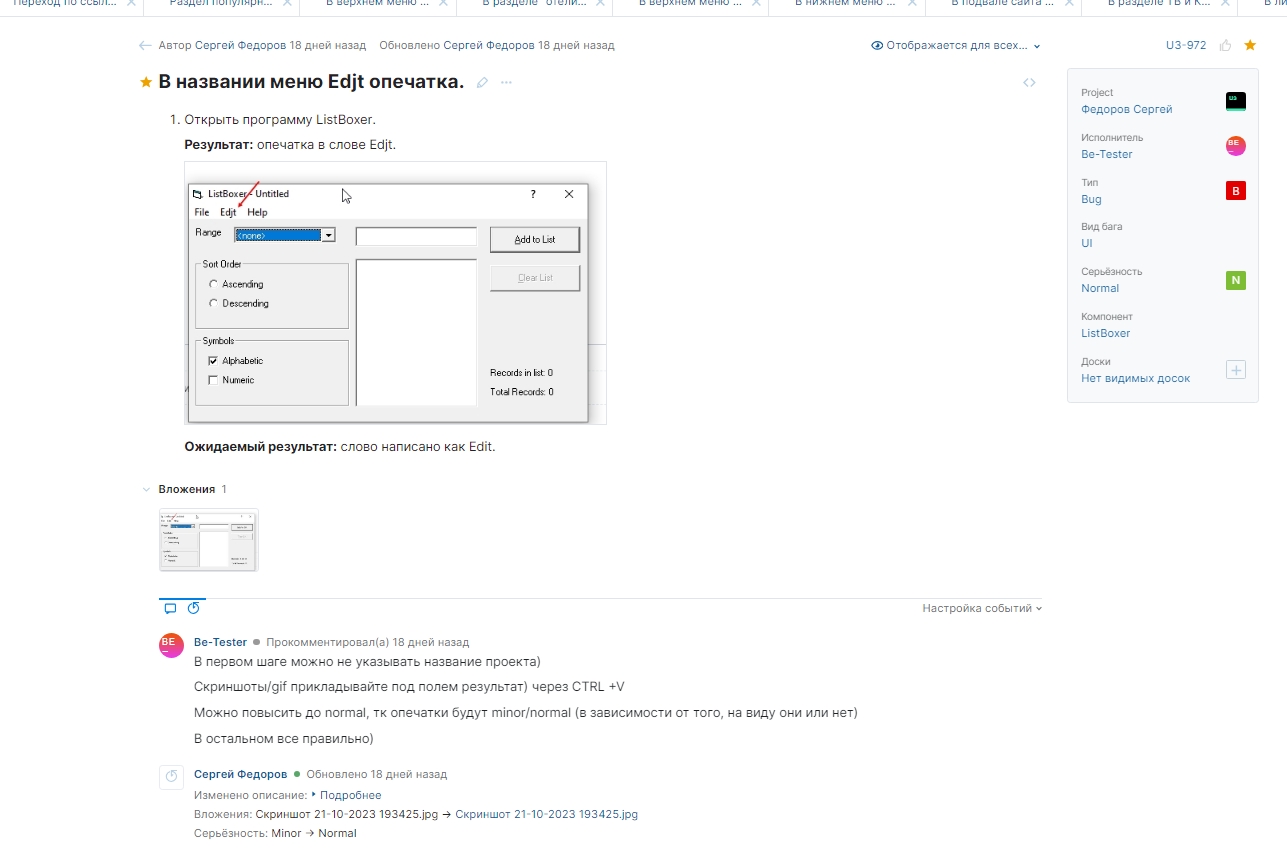 Переход по ссыл...
Раздел популярн...
В верхнем меню ...
В разделе "отели...
В верхнем меню ...
В нижнем меню ...
В подвале сайта ...
В разделе ТВ и К...
Автор Сергей Федоров 18 дней назад Обновлено Сергей Федоров 18 дней назад
Отображается для всех...
U3-972
В названии меню Edjt опечатка.
1. Открыть программу ListBoxer.
Результат: опечатка в слове Edjt.
ListBoxer - Untitled ?
File Edjt Help
Range <none> Add to List
Sort Order
Clear List
Ascending
Descending
Symbols
Alphabetic
Records in list: 0
Numeric
Total Records: 0
Ожидаемый результат: слово написано как Edit.
Вложения 1
Project
Федоров Сергей
Исполнитель
Be-Tester
BE
Тип
Bug
B
Вид бага
UI
Серьёзность
Normal
N
Компонент
ListBoxer
Доски
Нет видимых досок
Настройка событий
BE
Be-Tester Прокомментировал(а) 18 дней назад
В первом шаге можно не указывать название проекта)
Скриншоты/gif прикладывайте под полем результат) через CTRL +V
Можно повысить до normal, тк опечатки будут minor/normal (в зависимости от того, на виду они или нет)
В остальном все правильно)
Сергей Федоров Обновлено 18 дней назад
Изменено описание: Подробнее
Вложения: Скриншот 21-10-2023 193425.jpg → Скриншот 21-10-2023 193425.jpg
Серьёзность: Minor → Normal